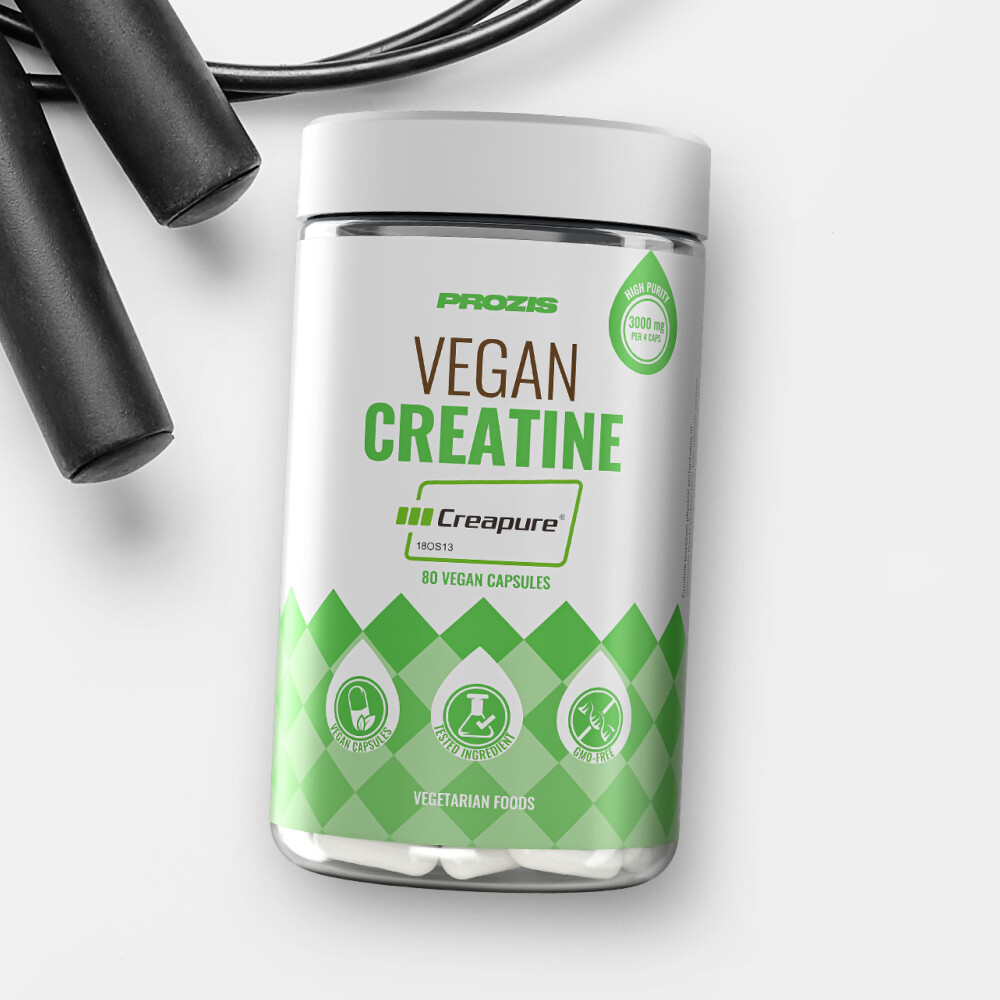 PROZIS
HIGH PURITY
3000 mg
PER 4 CAPS
VEGAN
CREATINE
Creapure®
18OS13
80 VEGAN CAPSULES
VEGAN CAPSULES
TESTED INGREDIENT
GMO-FREE
VEGETARIAN FOODS